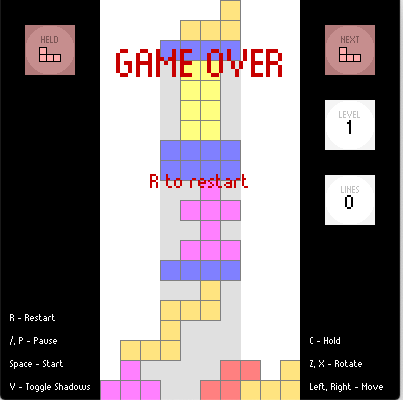 HELD
NEXT
GAME OVER
LEVEL
1
R to restart
LINES
0
R - Restart
/, P - Pause
Space - Start
V - Toggle Shadows
C - Hold
Z, X - Rotate
Left, Right - Move